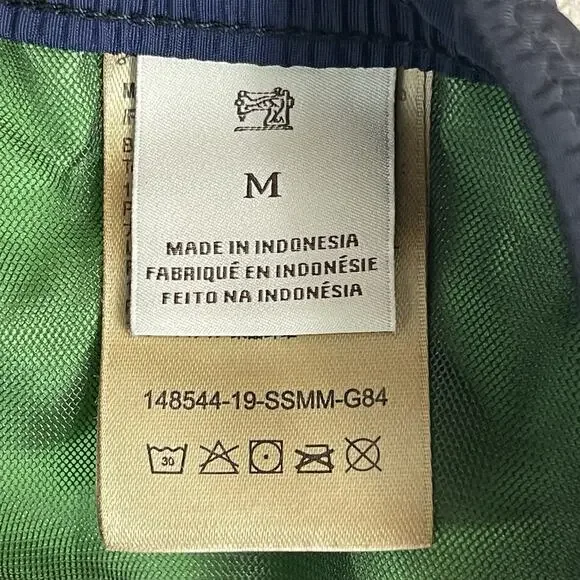 M
MADE IN INDONESIA
FABRIQUÉ EN INDONÉSIE
FEITO NA INDONÉSIA
148544-19-SSMM-G84
30